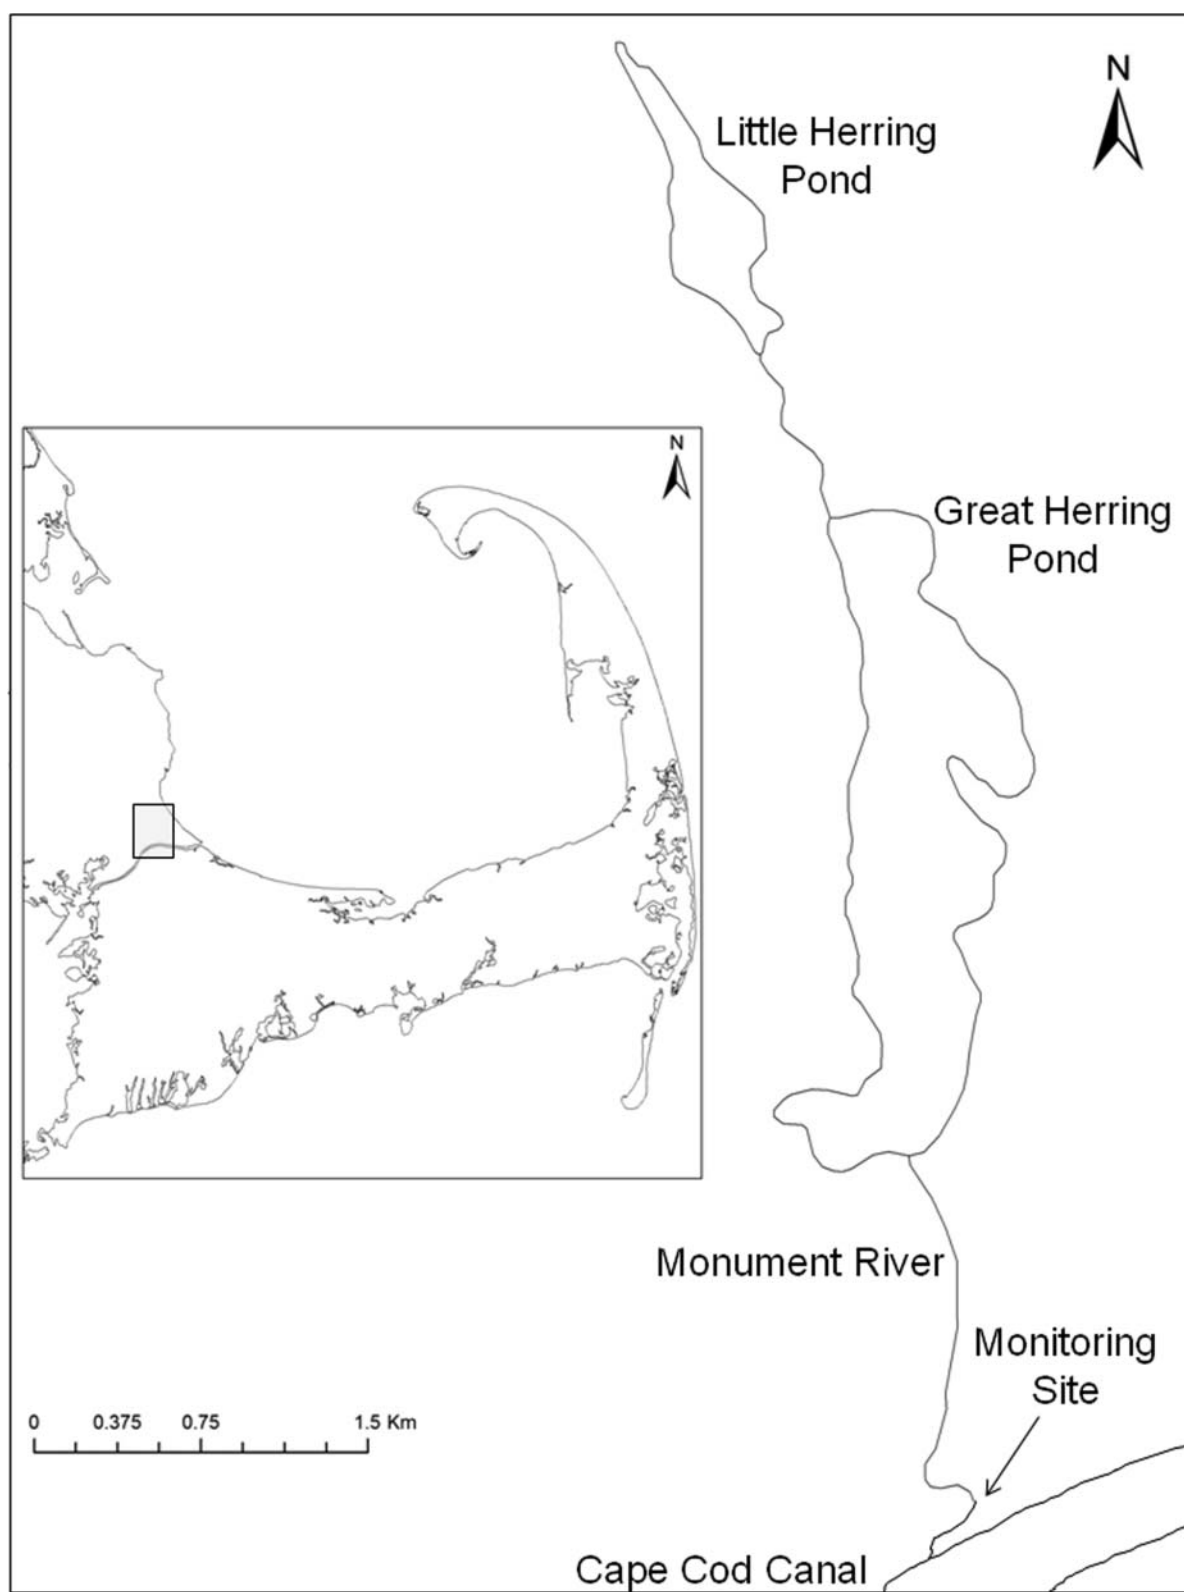 N
Little Herring
Pond
N
Great Herring
Pond
Monument River
Monitoring
Site
0 0.375 0.75 1.5 Km
Cape Cod Canal